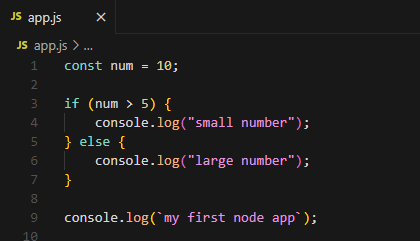 JS app.js ×
JS app.js > ...
1 const num = 10;
2
3 if (num > 5) {
4     console.log("small number");
5 } else {
6     console.log("large number");
7 }
8
9 console.log(`my first node app`);
10